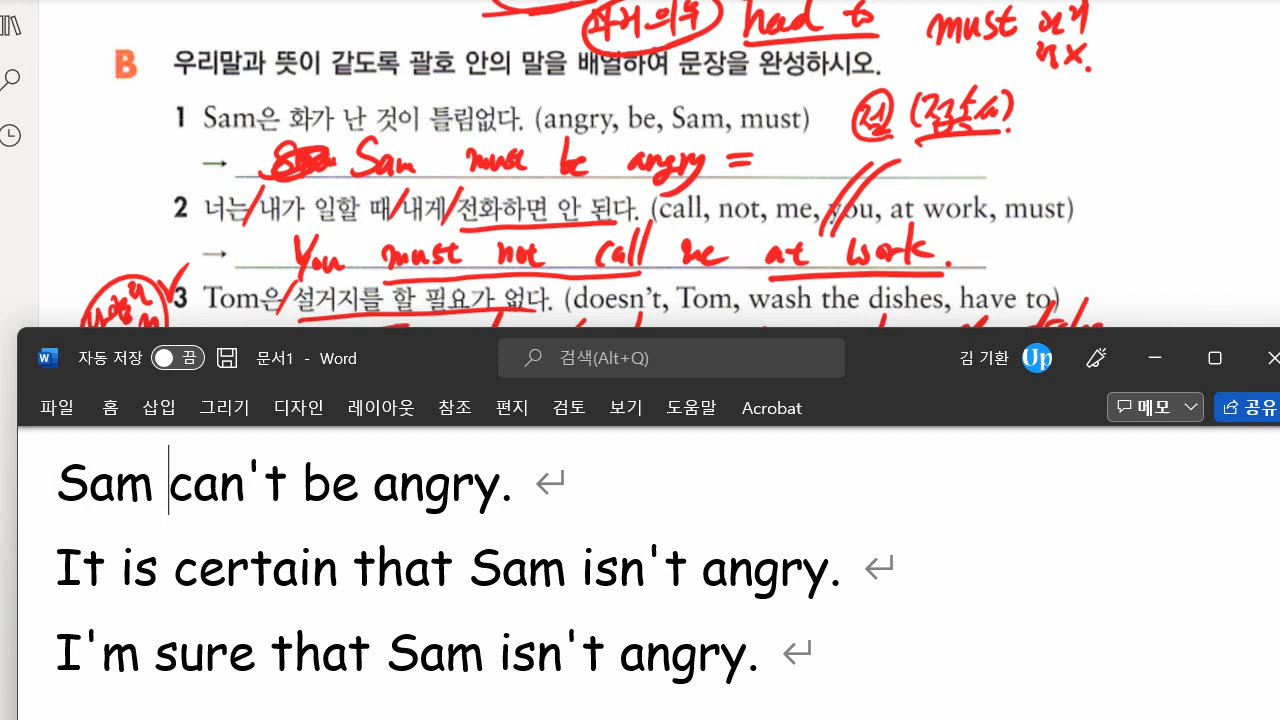 과거 의무 had to must 과거
x.
B 우리말과 뜻이 같도록 괄호 안의 말을 배열하여 문장을 완성하시오.
1 Sam은 화가 난 것이 틀림없다. (angry, be, Sam, must)
→ Sam must be angry =
2 너는/내가 일할 때/내게/전화하면 안 된다. (call, not, me, you, at work, must)
→ You must not call me at work.
3 Tom은/설거지를 할 필요가 없다. (doesn't, Tom, wash the dishes, have to)
자동 저장 끔 문서1 - Word 검색(Alt+Q) 김 기환 Up
파일 홈 삽입 그리기 디자인 레이아웃 참조 편지 검토 보기 도움말 Acrobat 메모 공유
Sam can't be angry.
It is certain that Sam isn't angry.
I'm sure that Sam isn't angry.